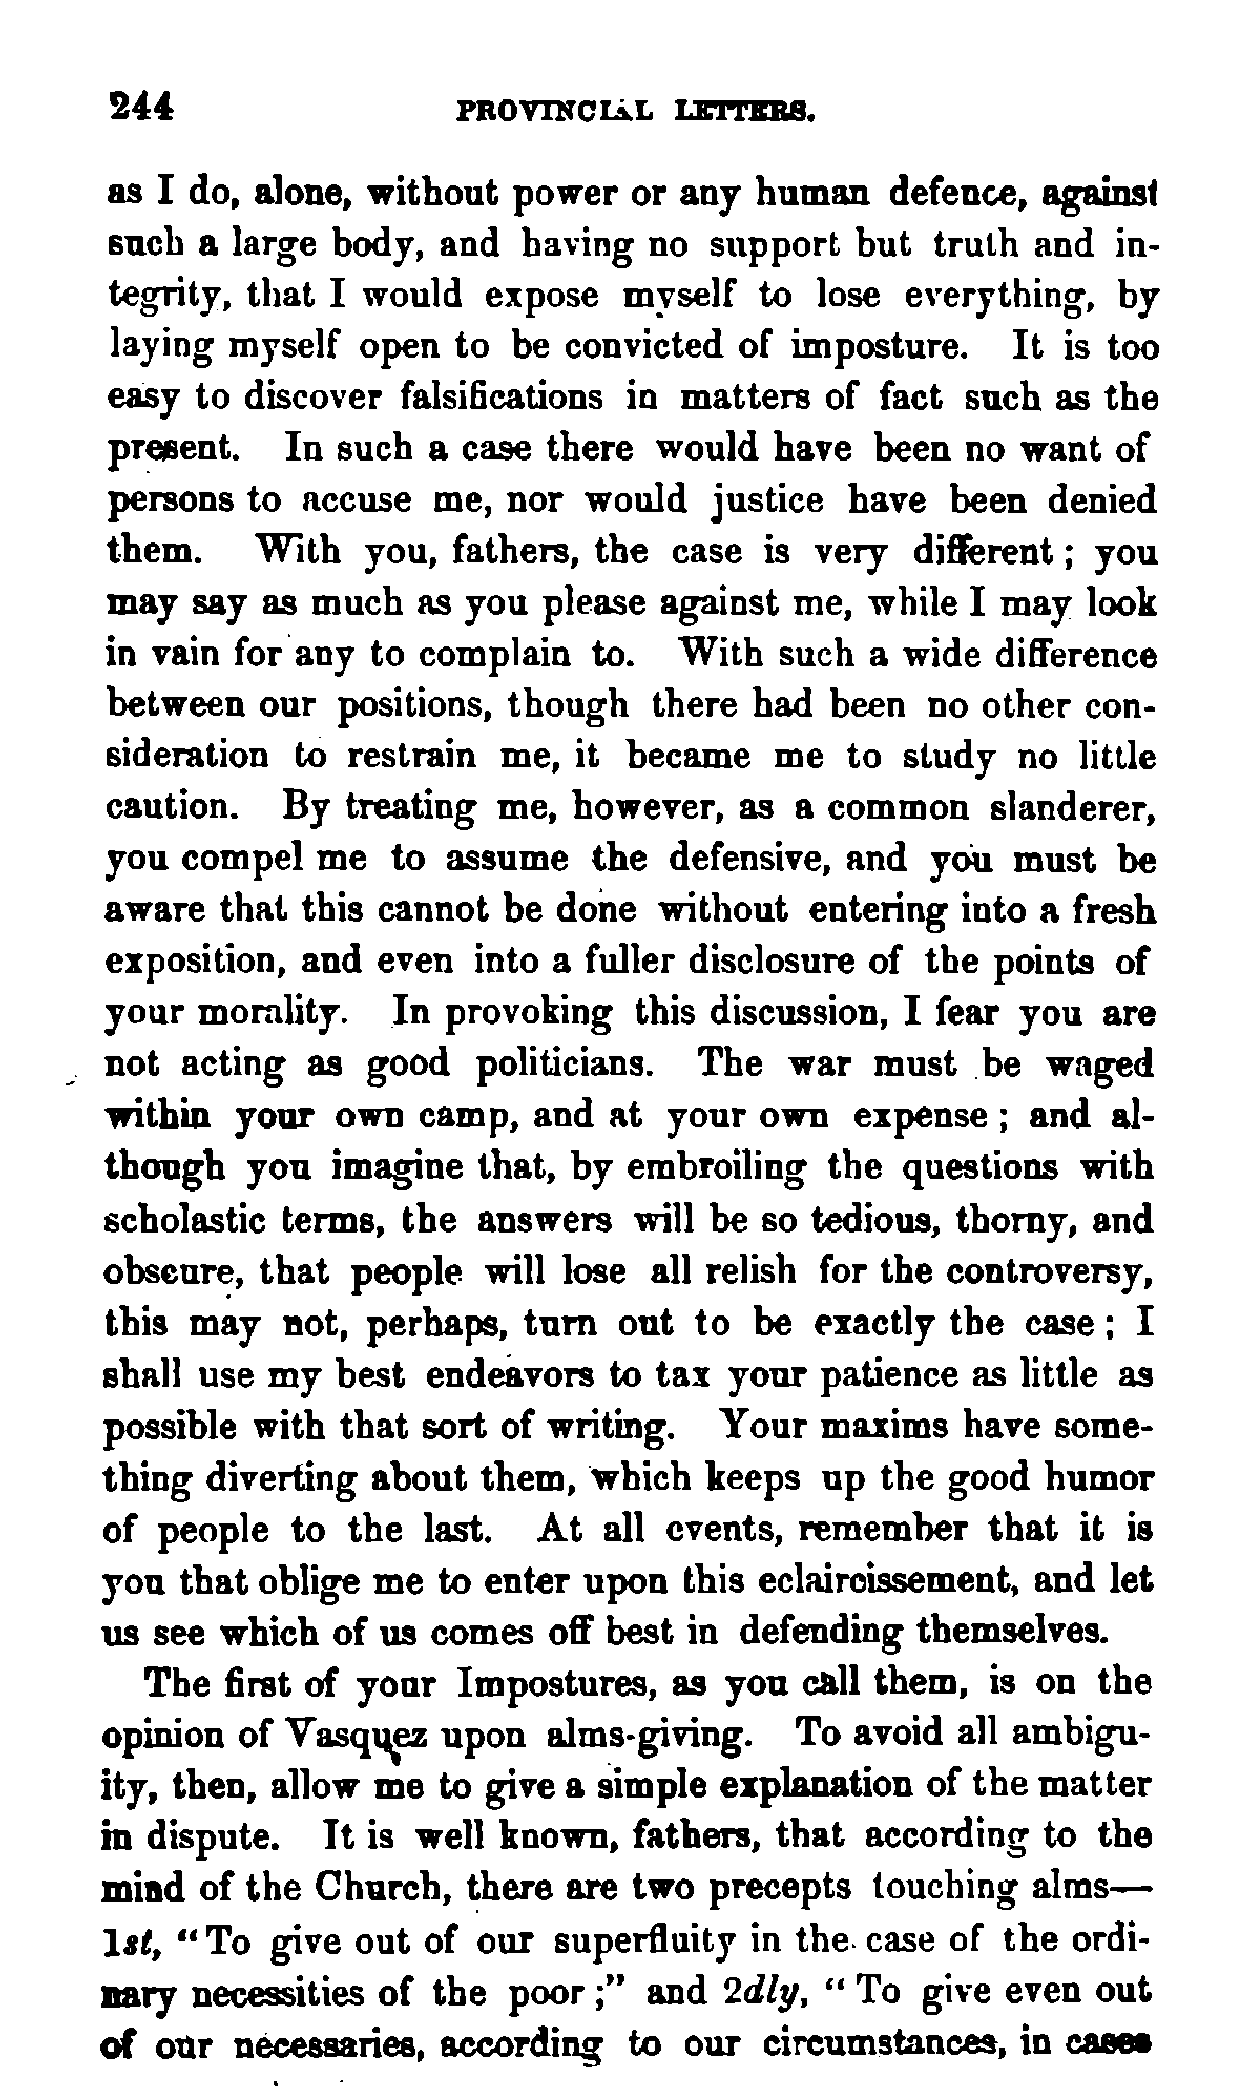 244 PROVINCIAL LETTERS.
as I do, alone, without power or any human defence, against
such a large body, and having no support but truth and in-
tegrity, that I would expose myself to lose everything, by
laying myself open to be convicted of imposture. It is too
easy to discover falsifications in matters of fact such as the
present. In such a case there would have been no want of
persons to accuse me, nor would justice have been denied
them. With you, fathers, the case is very different; you
may say as much as you please against me, while I may look
in vain for any to complain to. With such a wide difference
between our positions, though there had been no other con-
sideration to restrain me, it became me to study no little
caution. By treating me, however, as a common slanderer,
you compel me to assume the defensive, and you must be
aware that this cannot be done without entering into a fresh
exposition, and even into a fuller disclosure of the points of
your morality. In provoking this discussion, I fear you are
not acting as good politicians. The war must be waged
within your own camp, and at your own expense; and al-
though you imagine that, by embroiling the questions with
scholastic terms, the answers will be so tedious, thorny, and
obscure, that people will lose all relish for the controversy,
this may not, perhaps, turn out to be exactly the case; I
shall use my best endeavors to tax your patience as little as
possible with that sort of writing. Your maxims have some-
thing diverting about them, which keeps up the good humor
of people to the last. At all events, remember that it is
you that oblige me to enter upon this eclaircissement, and let
us see which of us comes off best in defending themselves.
The first of your Impostures, as you call them, is on the
opinion of Vasquez upon alms-giving. To avoid all ambigu-
ity, then, allow me to give a simple explanation of the matter
in dispute. It is well known, fathers, that according to the
mind of the Church, there are two precepts touching alms—
1st, "To give out of our superfluity in the case of the ordi-
nary necessities of the poor;" and 2dly, "To give even out
of our necessaries, according to our circumstances, in cases